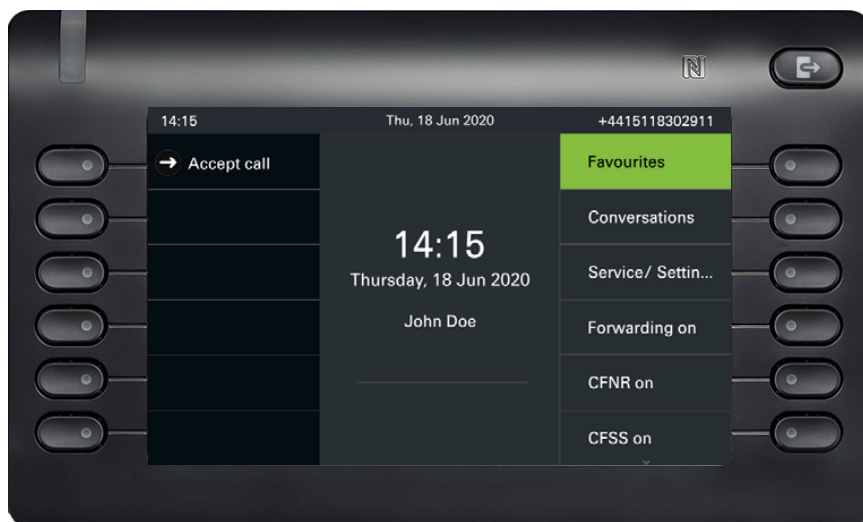 14:15
Thu, 18 Jun 2020
+4415118302911
Accept call
14:15
Thursday, 18 Jun 2020
John Doe
Favourites
Conversations
Service/ Settin...
Forwarding on
CFNR on
CFSS on